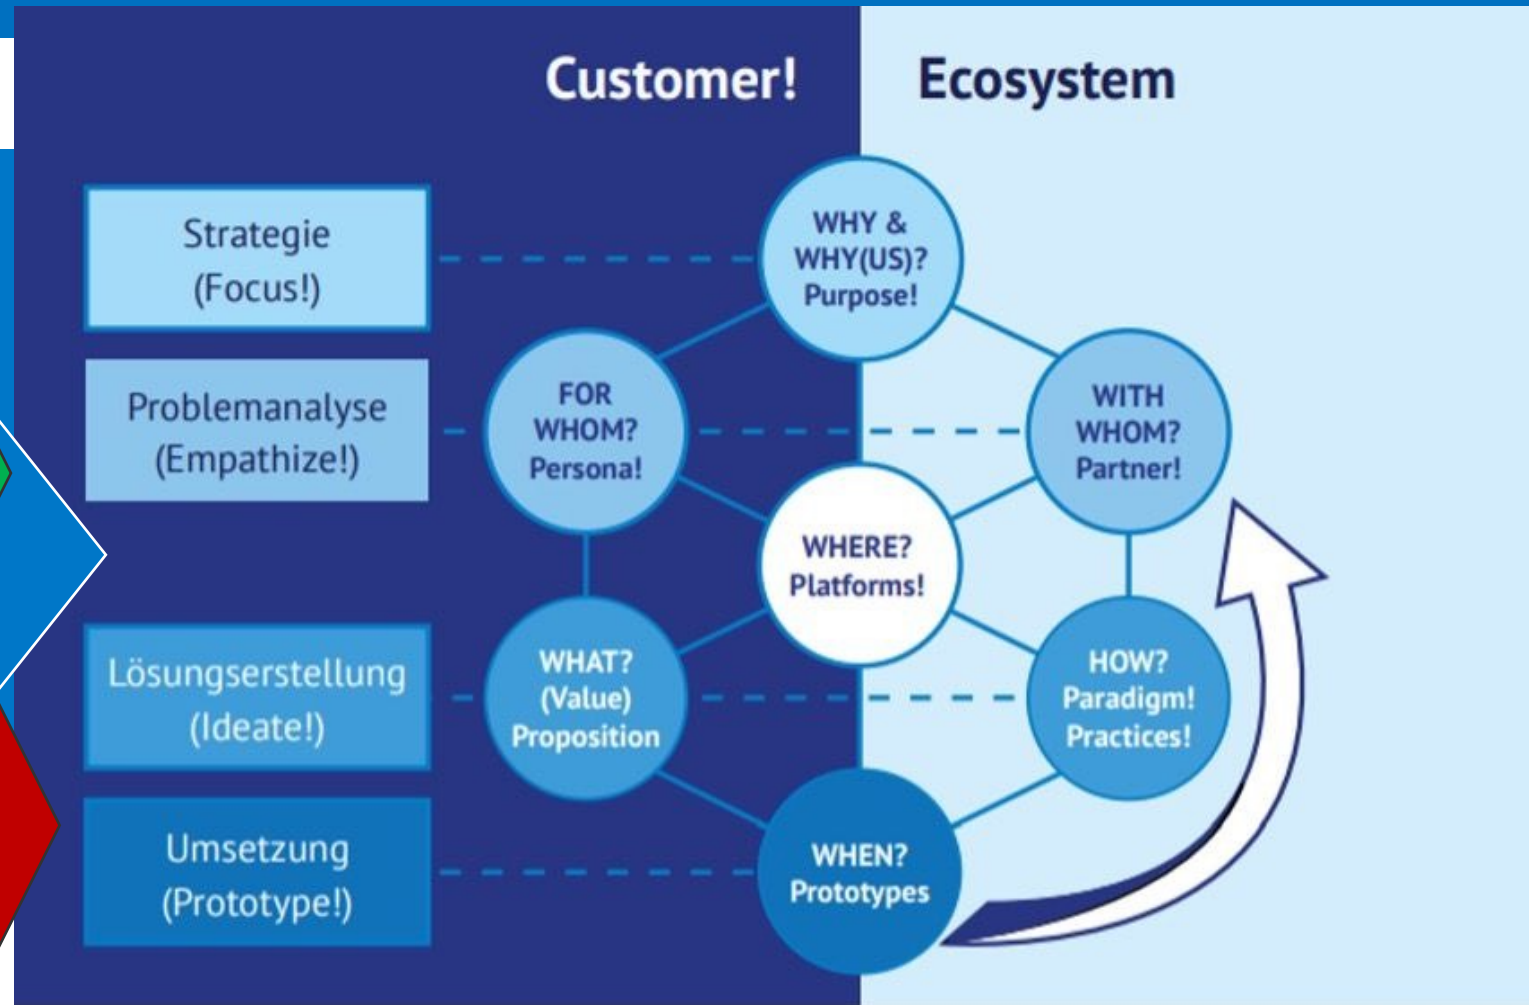 Customer!
Ecosystem
Strategie
(Focus!)
WHY &
WHY(US)?
Purpose!
Problemanalyse
(Empathize!)
FOR
WHOM?
Persona!
WITH
WHOM?
Partner!
WHERE?
Platforms!
Lösungserstellung
(Ideate!)
WHAT?
(Value)
Proposition
HOW?
Paradigm!
Practices!
Umsetzung
(Prototype!)
WHEN?
Prototypes